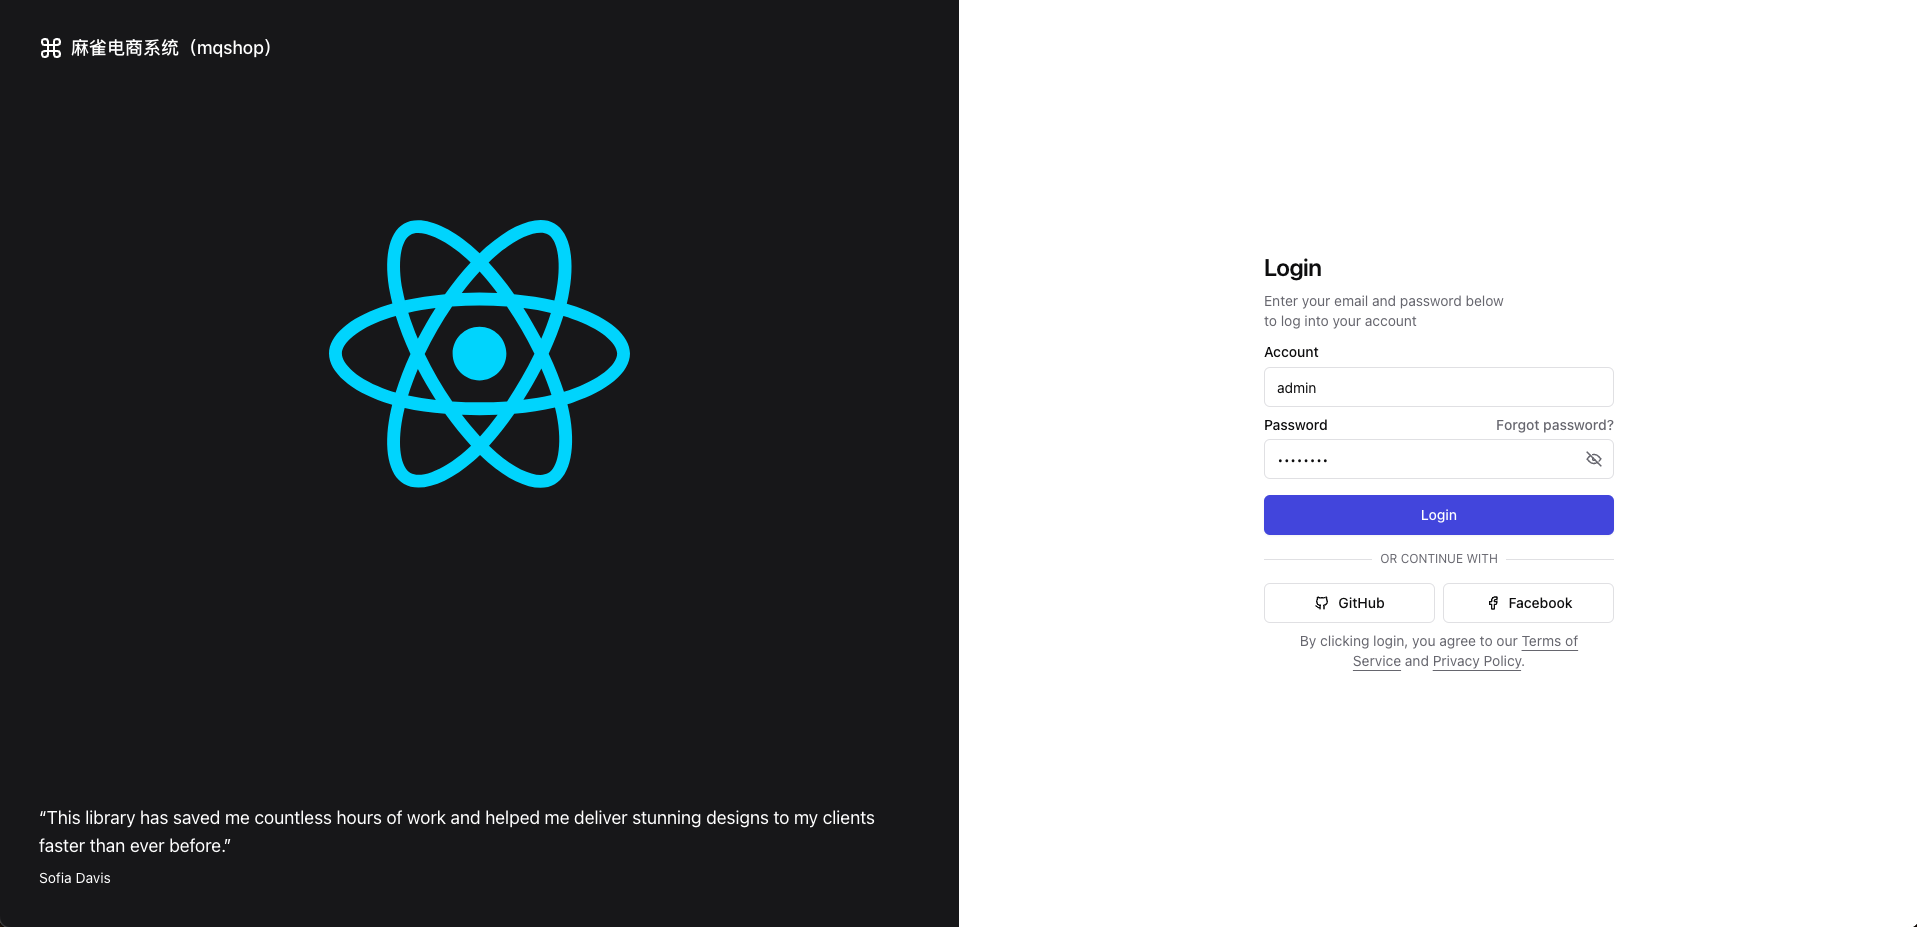 麻雀电商系统（mqshop）
“This library has saved me countless hours of work and helped me deliver stunning designs to my clients
faster than ever before.”
Sofia Davis
Login
Enter your email and password below
to log into your account
Account
admin
Password
Forgot password?
••••••••
Login
OR CONTINUE WITH
GitHub
Facebook
By clicking login, you agree to our Terms of
Service and Privacy Policy.